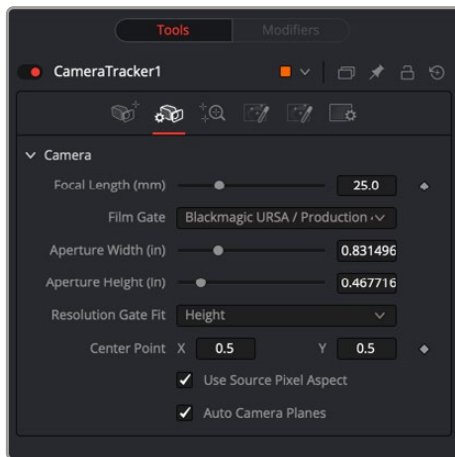 Tools Modifiers
CameraTracker1
Camera
Focal Length (mm) 25.0
Film Gate Blackmagic URSA / Production
Aperture Width (in) 0.831496
Aperture Height (In) 0.467716
Resolution Gate Fit Height
Center Point X 0.5 Y 0.5
Use Source Pixel Aspect
Auto Camera Planes